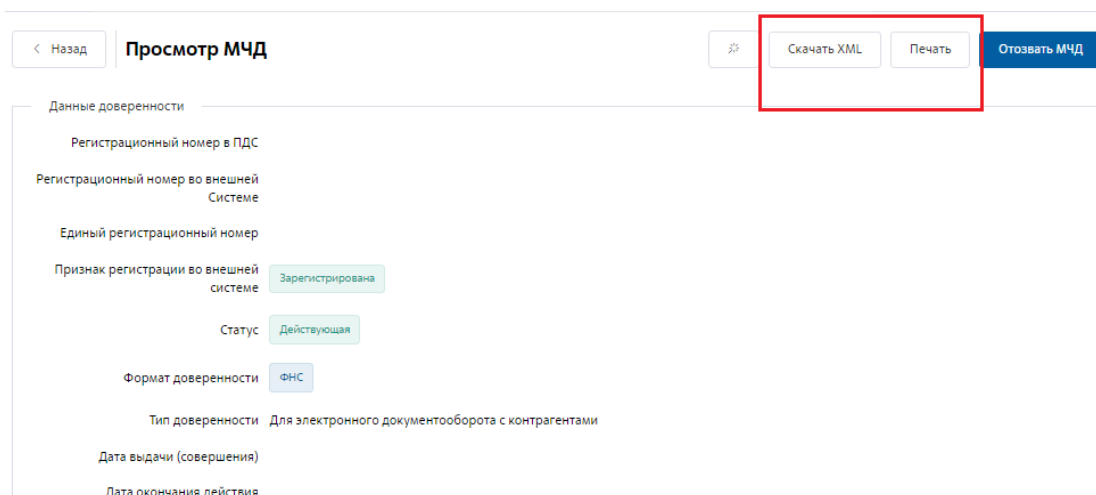 Назад
Просмотр МЧД
Скачать XML
Печать
Отозвать МЧД
Данные доверенности
Регистрационный номер в ПДС
Регистрационный номер во внешней
Системе
Единый регистрационный номер
Признак регистрации во внешней
системе
Зарегистрирована
Статус
Действующая
Формат доверенности
ФНС
Тип доверенности
Для электронного документооборота с контрагентами
Дата выдачи (совершения)
Дата окончания действия